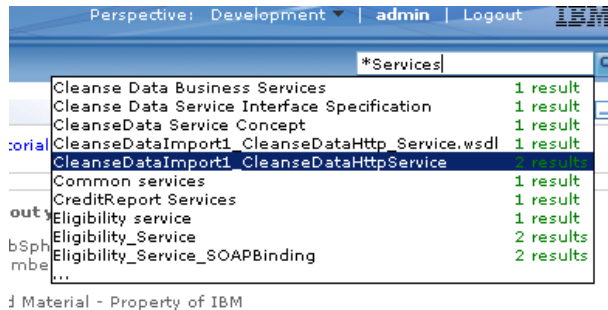 Perspective: Development | admin | Logout IBM
*Services
Cleanse Data Business Services 1 result
Cleanse Data Service Interface Specification 1 result
CleanseData Service Concept 1 result
torial CleanseDataImport1_CleanseDataHttp_Service.wsdl 1 result
CleanseDataImport1_CleanseDataHttpService 2 results
Common services 1 result
CreditReport Services 1 result
out y Eligibility service 1 result
Eligibility_Service 2 results
bSph Eligibility_Service_SOAPBinding 2 results
mbe ...
d Material - Property of IBM